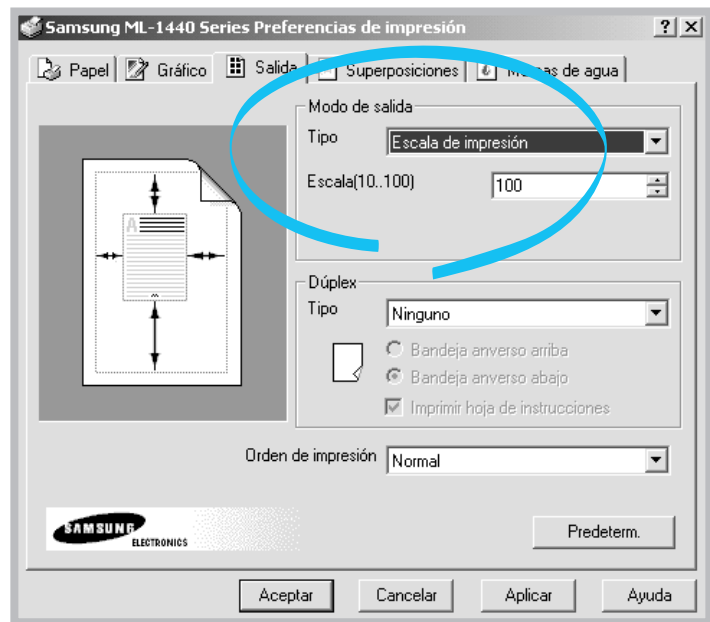 Samsung ML-1440 Series Preferencias de impresión
Papel Gráfico Salida Superposiciones de agua
Modo de salida
Tipo Escala de impresión
Escala(10..100) 100
A
Dúplex
Tipo Ninguno
Bandeja anverso arriba
Bandeja anverso abajo
Imprimir hoja de instrucciones
Orden de impresión Normal
SAMSUNG
ELECTRONICS
Predeterm.
Aceptar Cancelar Aplicar Ayuda